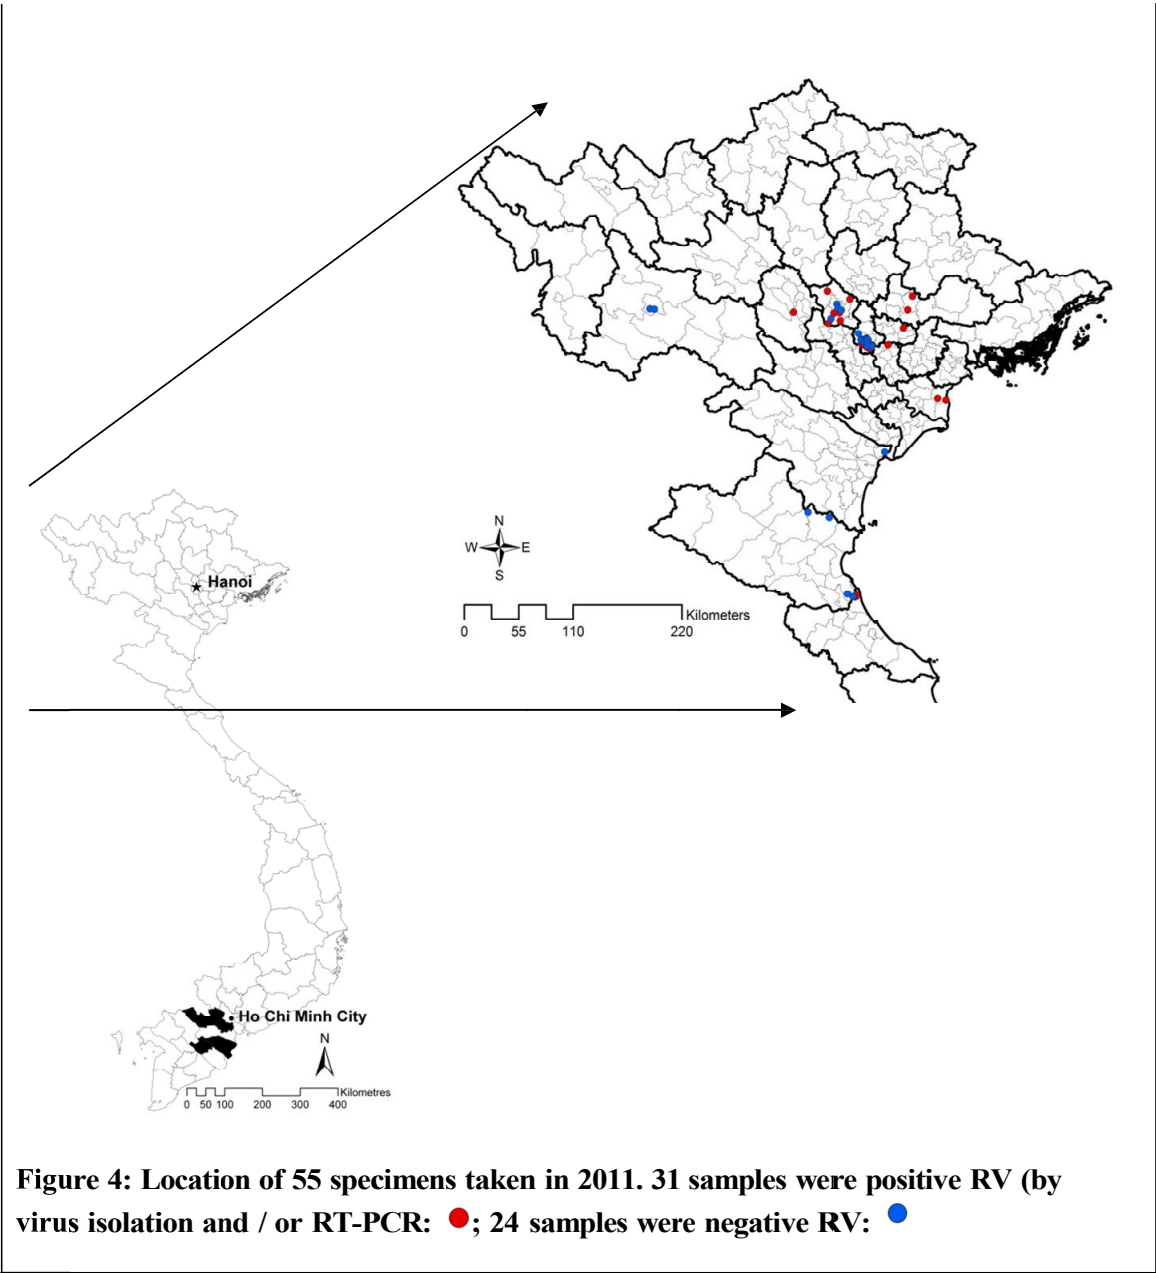 N
W E
S
Kilometers
0 55 110 220
Hanoi
Ho Chi Minh City
N
Kilometres
0 50 100 200 300 400
Figure 4: Location of 55 specimens taken in 2011. 31 samples were positive RV (by
virus isolation and / or RT-PCR: ; 24 samples were negative RV: